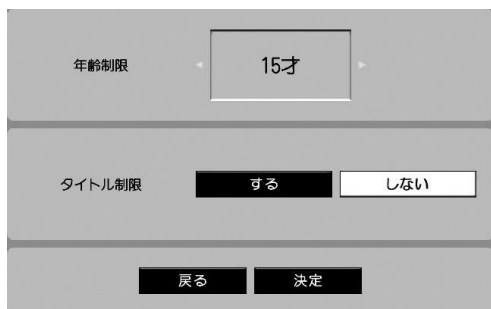 年齢制限 15才
タイトル制限 する しない
戻る 決定